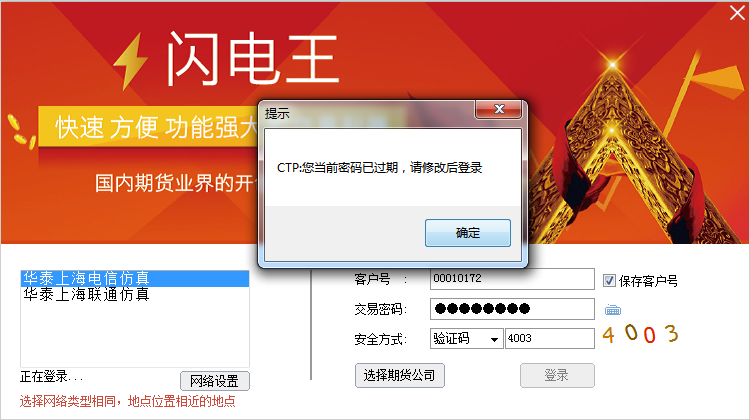 闪电王
快速 方便 功能强大
国内期货业界的开
提示
CTP:您当前密码已过期，请修改后登录
确定
华泰上海电信仿真
华泰上海联通仿真
正在登录...
网络设置
选择网络类型相同，地点位置相近的地点
客户号 : 00010172 保存客户号
交易密码: ●●●●●●●●
安全方式: 验证码 4003 4003
选择期货公司 登录